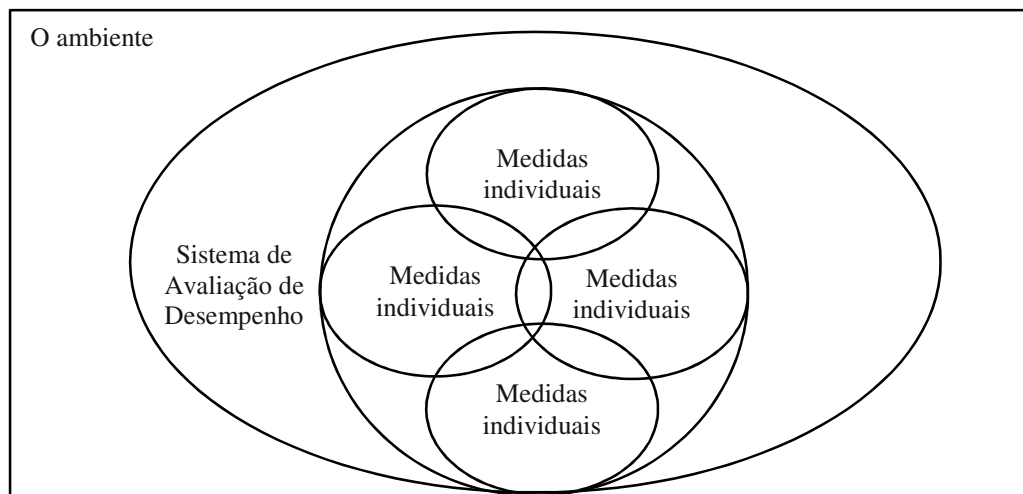 O ambiente
Medidas
individuais
Sistema de
Avaliação de
Desempenho
Medidas
individuais
Medidas
individuais
Medidas
individuais